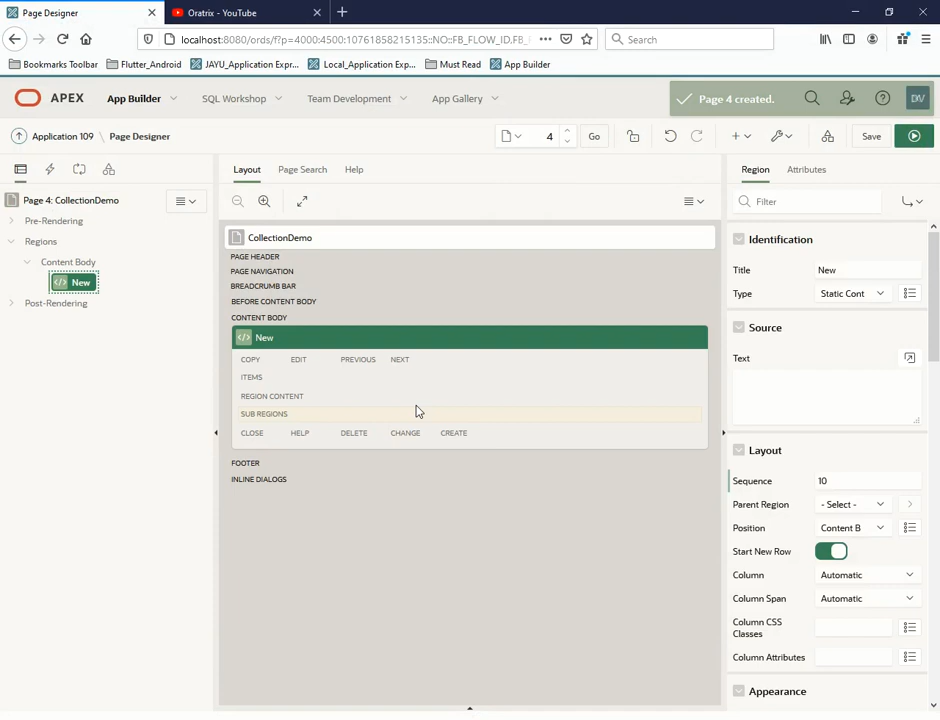 Page Designer
Oratrix - YouTube
localhost:8080/ords/f?p=4000:4500:10761858215135::NO::FB_FLOW_ID,FB_
Search
Bookmarks Toolbar
Flutter_Android
JAYU_Application Expr...
Local_Application Exp...
Must Read
App Builder
APEX
App Builder
SQL Workshop
Team Development
App Gallery
Page 4 created.
DV
Application 109 \ Page Designer
4
Go
Save
Layout
Page Search
Help
Region
Attributes
Page 4: CollectionDemo
Filter
Pre-Rendering
Regions
Content Body
New
Post-Rendering
CollectionDemo
PAGE HEADER
PAGE NAVIGATION
BREADCRUMB BAR
BEFORE CONTENT BODY
CONTENT BODY
New
COPY EDIT PREVIOUS NEXT
ITEMS
REGION CONTENT
SUB REGIONS
CLOSE HELP DELETE CHANGE CREATE
FOOTER
INLINE DIALOGS
Identification
Title New
Type Static Cont
Source
Text
Layout
Sequence 10
Parent Region - Select -
Position Content B
Start New Row
Column Automatic
Column Span Automatic
Column CSS
Classes
Column Attributes
Appearance